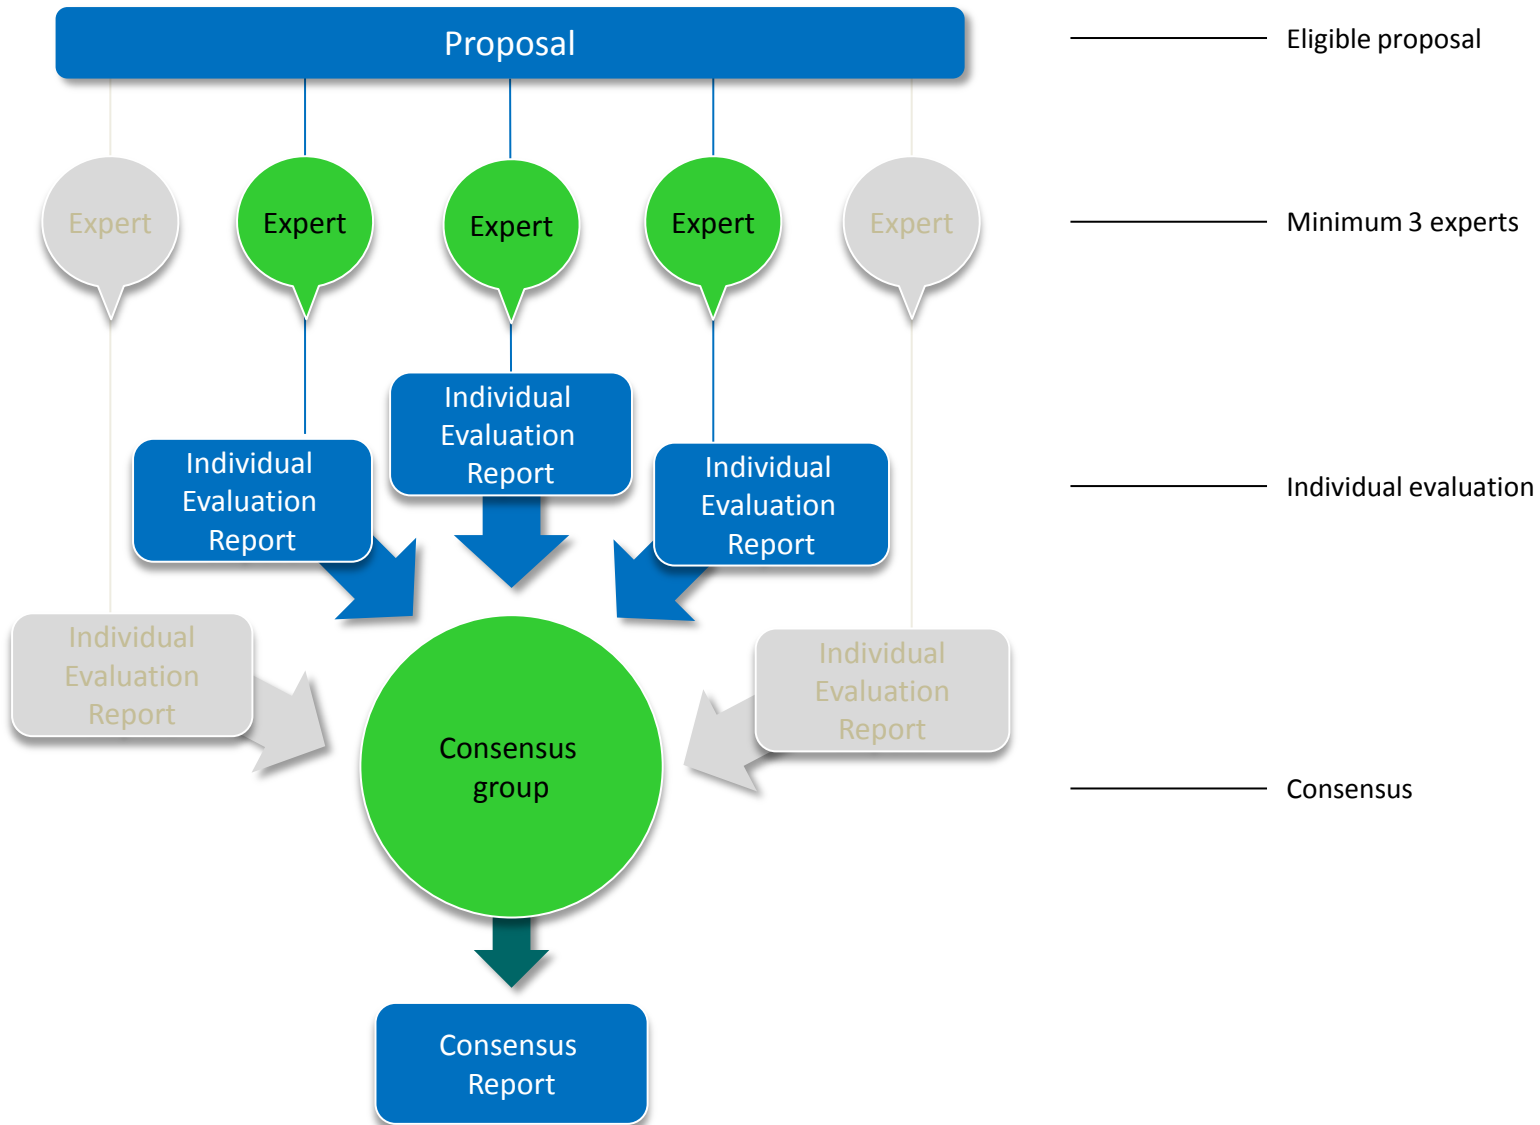 Proposal
Eligible proposal
Expert
Expert
Expert
Expert
Expert
Minimum 3 experts
Individual
Evaluation
Report
Individual
Evaluation
Report
Individual
Evaluation
Report
Individual evaluation
Individual
Evaluation
Report
Individual
Evaluation
Report
Consensus
group
Consensus
Consensus
Report